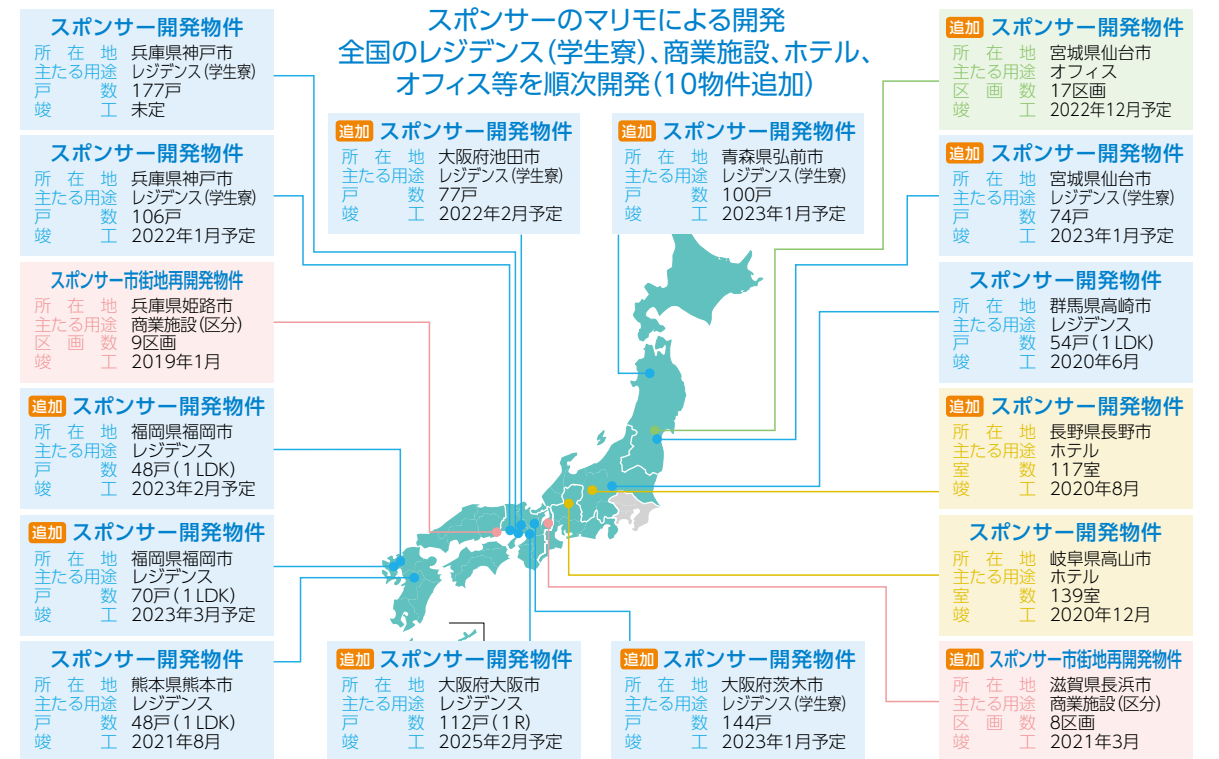 スポンサーのマリモによる開発
全国のレジデンス（学生寮）、商業施設、ホテル、
オフィス等を順次開発（10物件追加）
スポンサー開発物件
所在地 兵庫県神戸市
主たる用途 レジデンス（学生寮）
戸数 177戸
竣工 未定
スポンサー開発物件
所在地 兵庫県神戸市
主たる用途 レジデンス（学生寮）
戸数 106戸
竣工 2022年1月予定
スポンサー市街地再開発物件
所在地 兵庫県姫路市
主たる用途 商業施設（区分）
区画数 9区画
竣工 2019年1月
追加 スポンサー開発物件
所在地 福岡県福岡市
主たる用途 レジデンス
戸数 48戸（1LDK）
竣工 2023年2月予定
追加 スポンサー開発物件
所在地 福岡県福岡市
主たる用途 レジデンス
戸数 70戸（1LDK）
竣工 2023年3月予定
スポンサー開発物件
所在地 熊本県熊本市
主たる用途 レジデンス
戸数 48戸（1LDK）
竣工 2021年8月
追加 スポンサー開発物件
所在地 大阪府池田市
主たる用途 レジデンス（学生寮）
戸数 77戸
竣工 2022年2月予定
追加 スポンサー開発物件
所在地 青森県弘前市
主たる用途 レジデンス（学生寮）
戸数 100戸
竣工 2023年1月予定
追加 スポンサー開発物件
所在地 大阪府大阪市
主たる用途 レジデンス
戸数 112戸（1R）
竣工 2025年2月予定
追加 スポンサー開発物件
所在地 大阪府茨木市
主たる用途 レジデンス（学生寮）
戸数 144戸
竣工 2023年1月予定
追加 スポンサー開発物件
所在地 宮城県仙台市
主たる用途 オフィス
区画数 17区画
竣工 2022年12月予定
追加 スポンサー開発物件
所在地 宮城県仙台市
主たる用途 レジデンス（学生寮）
戸数 74戸
竣工 2023年1月予定
スポンサー開発物件
所在地 群馬県高崎市
主たる用途 レジデンス
戸数 54戸（1LDK）
竣工 2020年6月
追加 スポンサー開発物件
所在地 長野県長野市
主たる用途 ホテル
室数 117室
竣工 2020年8月
スポンサー開発物件
所在地 岐阜県高山市
主たる用途 ホテル
室数 139室
竣工 2020年12月
追加 スポンサー市街地再開発物件
所在地 滋賀県長浜市
主たる用途 商業施設（区分）
区画数 8区画
竣工 2021年3月